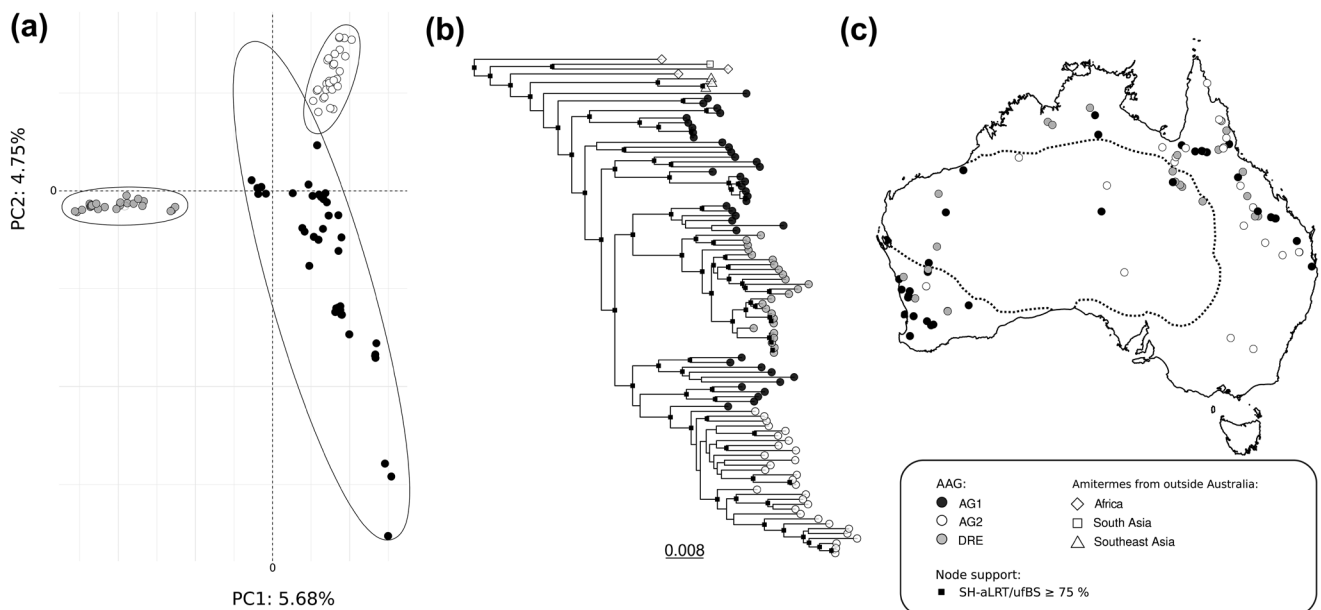 (a)
PC2: 4.75%
0
0
PC1: 5.68%
(b)
0.008
(c)
AAG:
AG1
AG2
DRE
Node support:
SH-aLRT/ufBS ≥ 75 %
Amitermes from outside Australia:
Africa
South Asia
Southeast Asia